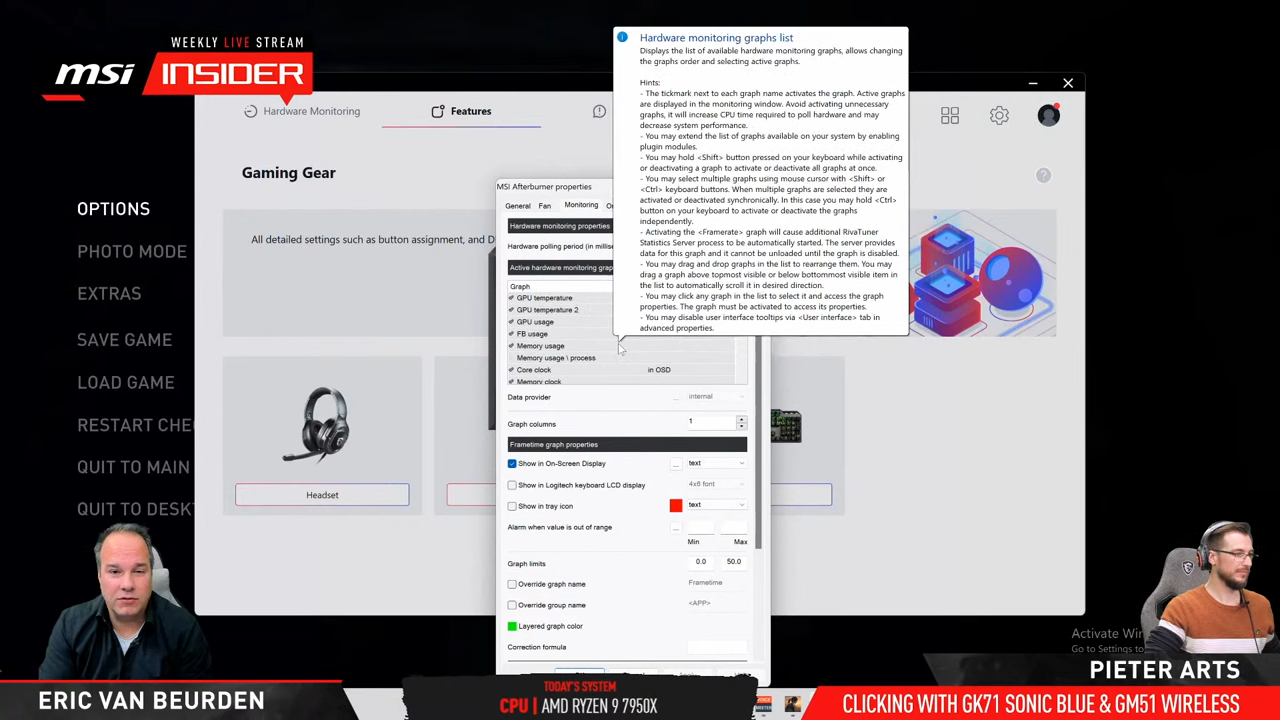 WEEKLY LIVE STREAM
msi INSIDER
Hardware Monitoring
Features
Gaming Gear
OPTIONS
PHOTO MODE
EXTRAS
SAVE GAME
LOAD GAME
RESTART CHE
QUIT TO MAIN
QUIT TO DESK
All detailed settings such as button assignment, and D
Hardware monitoring graphs list
Displays the list of available hardware monitoring graphs, allows changing
the graphs order and selecting active graphs.
Hints:
- The tickmark next to each graph name activates the graph. Active graphs
are displayed in the monitoring window. Avoid activating unnecessary
graphs, it will increase CPU time required to poll hardware and may
decrease system performance.
- You may extend the list of graphs available on your system by enabling
plugin modules.
- You may hold <Shift> button pressed on your keyboard while activating
or deactivating a graph to activate or deactivate all graphs at once.
- You may select multiple graphs using mouse cursor with <Shift> or
<Ctrl> keyboard buttons. When multiple graphs are selected they are
activated or deactivated synchronically. In this case you may hold <Ctrl>
button on your keyboard to activate or deactivate the graphs
independently.
- Activating the <Framerate> graph will cause additional RivaTuner
Statistics Server process to be automatically started. The server provides
data for this graph and it cannot be unloaded until the graph is disabled.
- You may drag and drop graphs in the list to rearrange them. You may
drag a graph above topmost visible or below bottommost visible item in
the list to automatically scroll it in desired direction.
- You may click any graph in the list to select it and access the graph
properties. The graph must be activated to access its properties.
- You may disable user interface tooltips via <User interface> tab in
advanced properties.
MSI Afterburner properties
General Fan Monitoring On
Hardware monitoring properties
Hardware polling period (in millise
Active hardware monitoring grap
Graph
GPU temperature
GPU temperature 2
GPU usage
FB usage
Memory usage
Memory usage \ process
Core clock in OSD
Memory clock
Data provider ... internal
Graph columns 1
Frametime graph properties
Show in On-Screen Display ... text
Show in Logitech keyboard LCD display 4x6 font
Show in tray icon text
Alarm when value is out of range ...
Min Max
Graph limits 0.0 50.0
Override graph name Frametime
Override group name <APP>
Layered graph color
Correction formula
Headset
Activate Win
Go to Settings to
PIETER ARTS
ERIC VAN BEURDEN
TODAY'S SYSTEM
CPU | AMD RYZEN 9 7950X
CLICKING WITH GK71 SONIC BLUE & GM51 WIRELESS